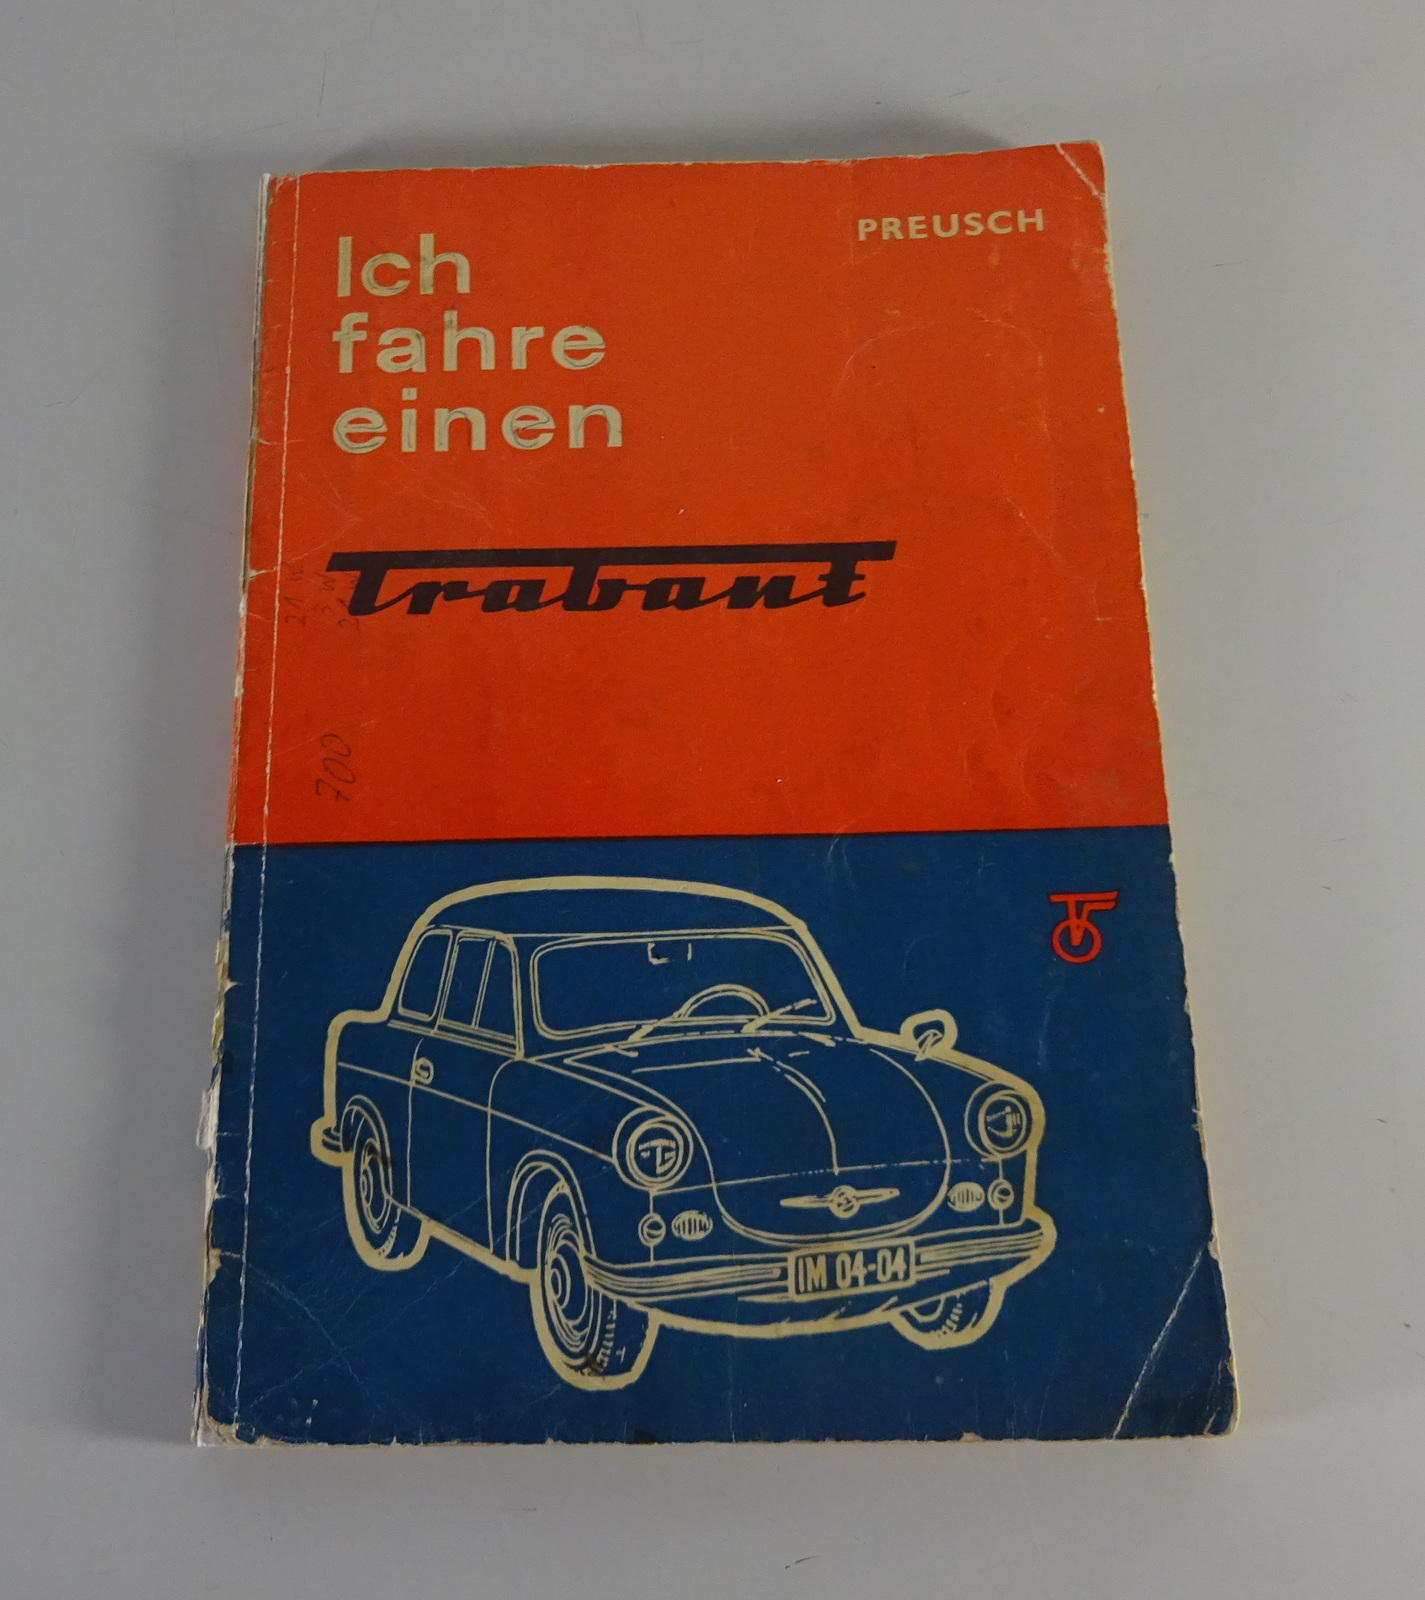 PREUSCH
Ich
fahre
einen
Trabant
700
IM 04-04